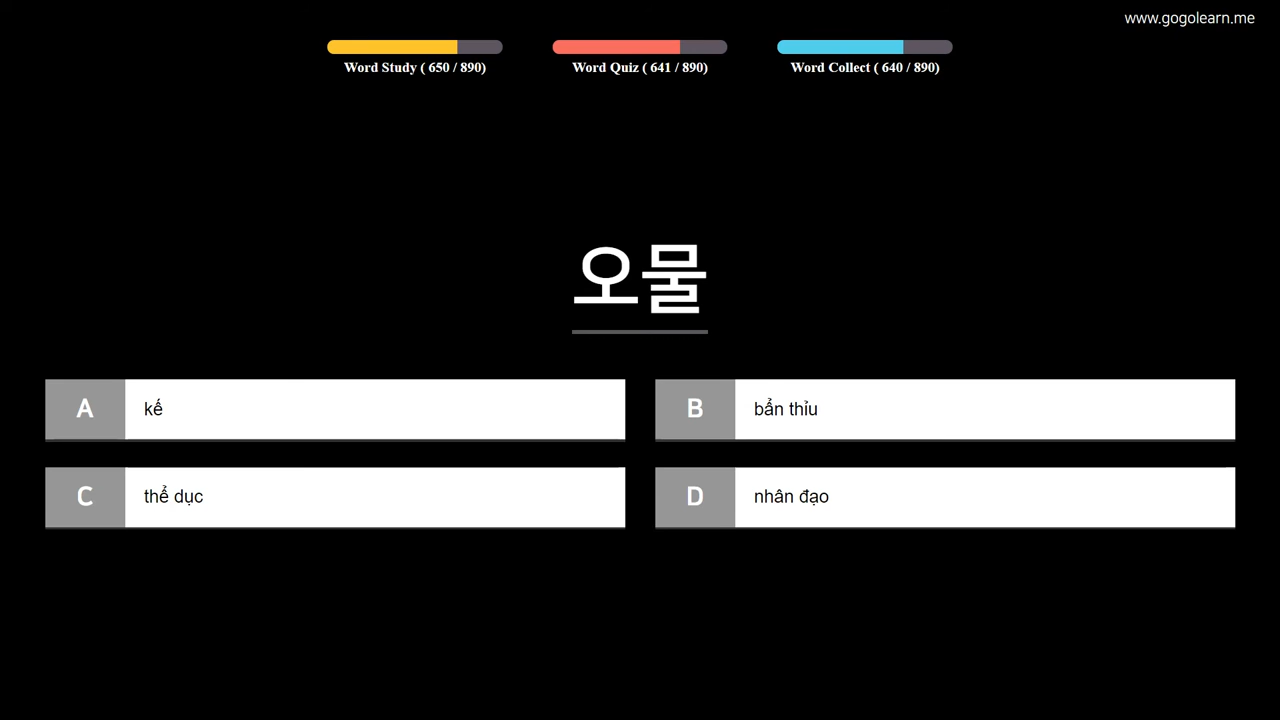 www.gogolearn.me
Word Study ( 650 / 890)
Word Quiz ( 641 / 890)
Word Collect ( 640 / 890)
오물
A kế
B bẩn thỉu
C thể dục
D nhân đạo